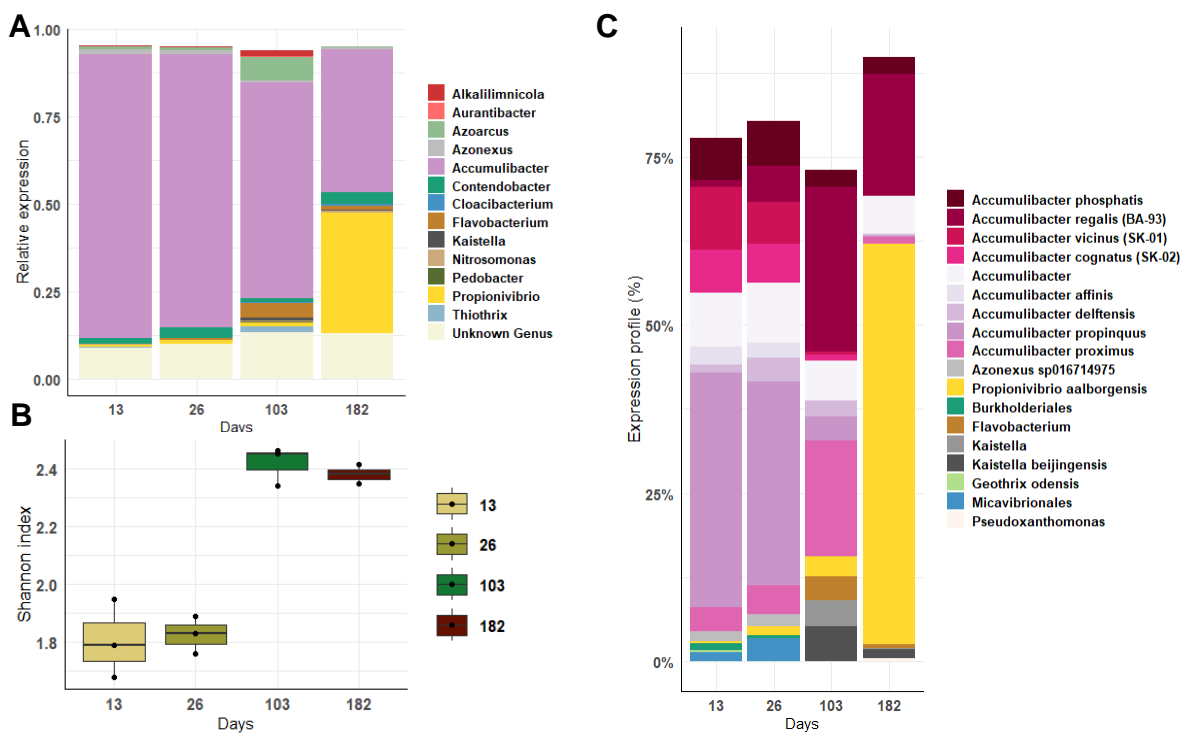 A
1.00
0.75
0.50
0.25
0.00
Relative expression
13 26 103 182
Days
Alkalilimnicola
Aurantibacter
Azoarcus
Azonexus
Accumulibacter
Contendobacter
Cloacibacterium
Flavobacterium
Kaistella
Nitrosomonas
Pedobacter
Propionivibrio
Thiothrix
Unknown Genus
B
2.4
2.2
2.0
1.8
Shannon index
13 26 103 182
Days
13
26
103
182
C
75%
50%
25%
0%
Expression profile (%)
13 26 103 182
Days
Accumulibacter phosphatis
Accumulibacter regalis (BA-93)
Accumulibacter vicinus (SK-01)
Accumulibacter cognatus (SK-02)
Accumulibacter
Accumulibacter affinis
Accumulibacter delftensis
Accumulibacter propinquus
Accumulibacter proximus
Azonexus sp016714975
Propionivibrio aalborgensis
Burkholderiales
Flavobacterium
Kaistella
Kaistella beijingensis
Geothrix odensis
Micavibrionales
Pseudoxanthomonas